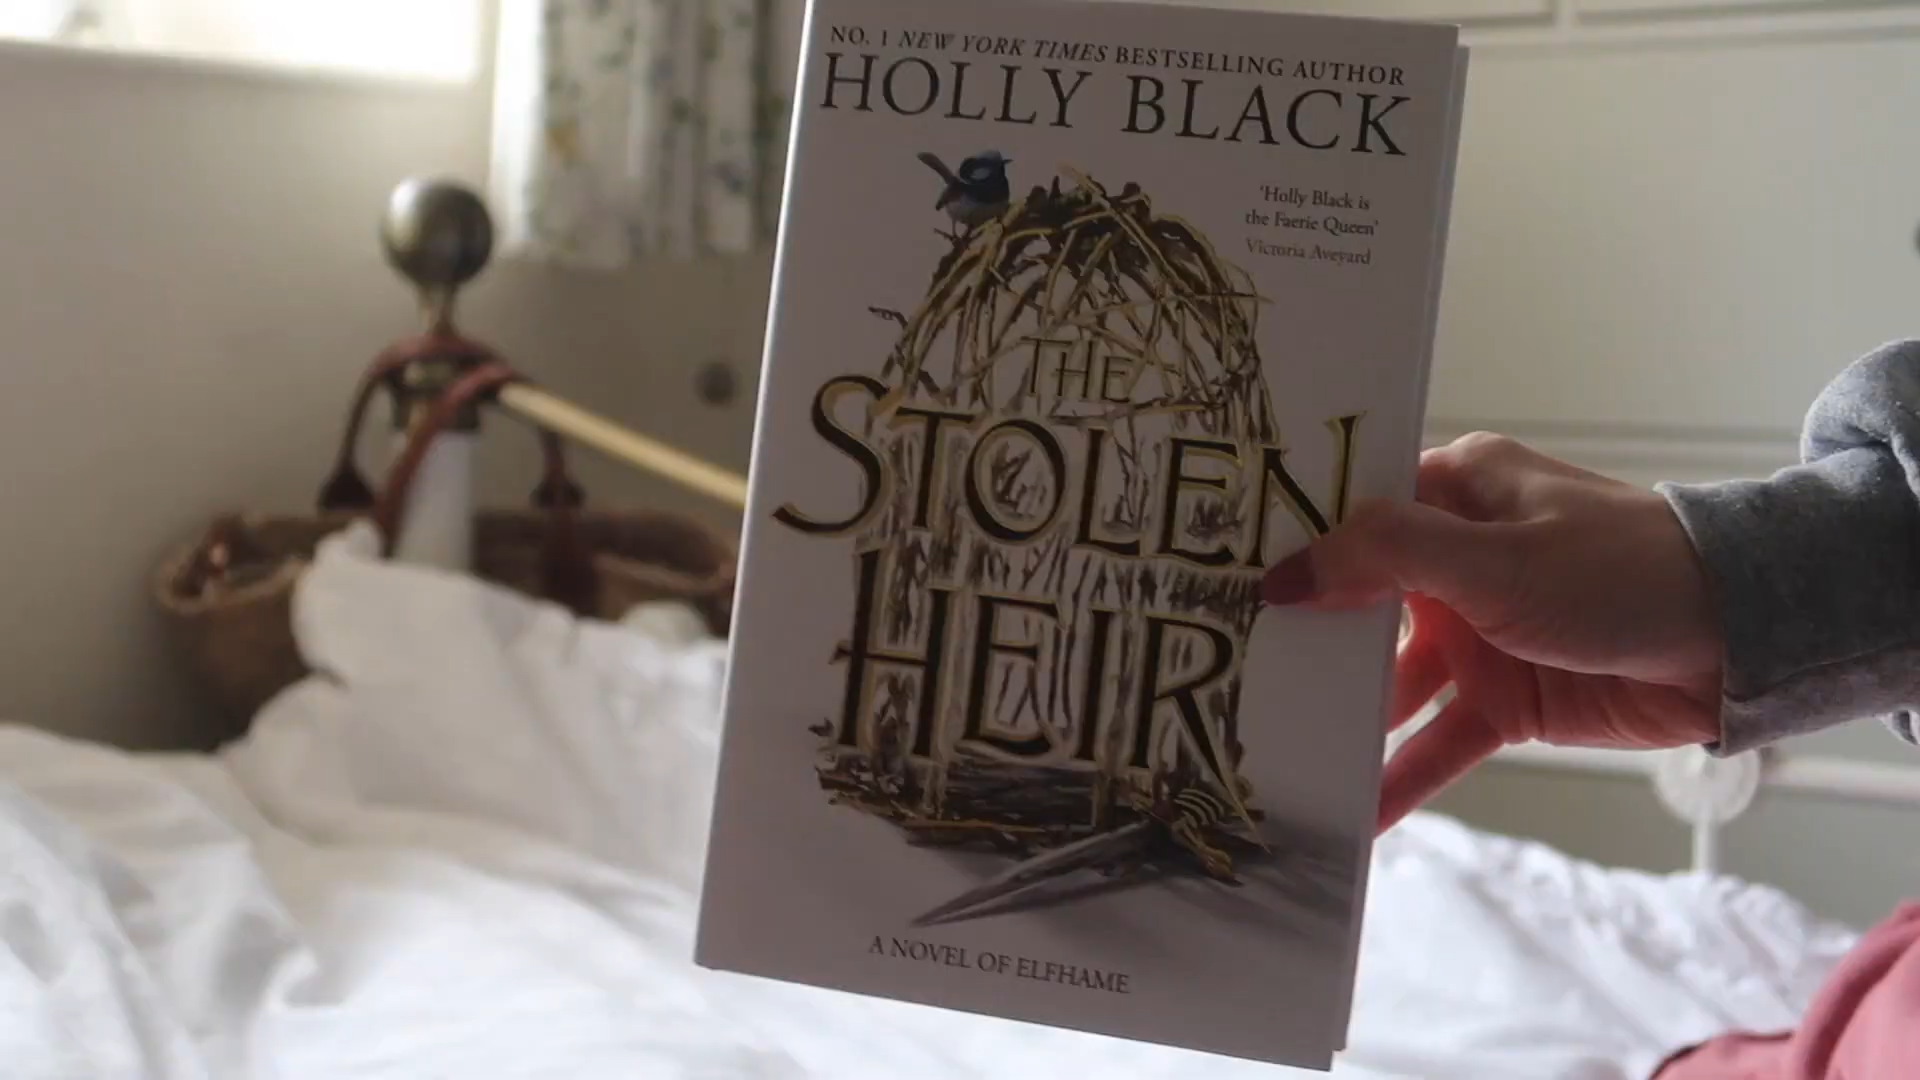 NO. 1 NEW YORK TIMES BESTSELLING AUTHOR
HOLLY BLACK
'Holly Black is
the Faerie Queen'
Victoria Aveyard
THE
STOLEN
HEIR
A NOVEL OF ELFHAME